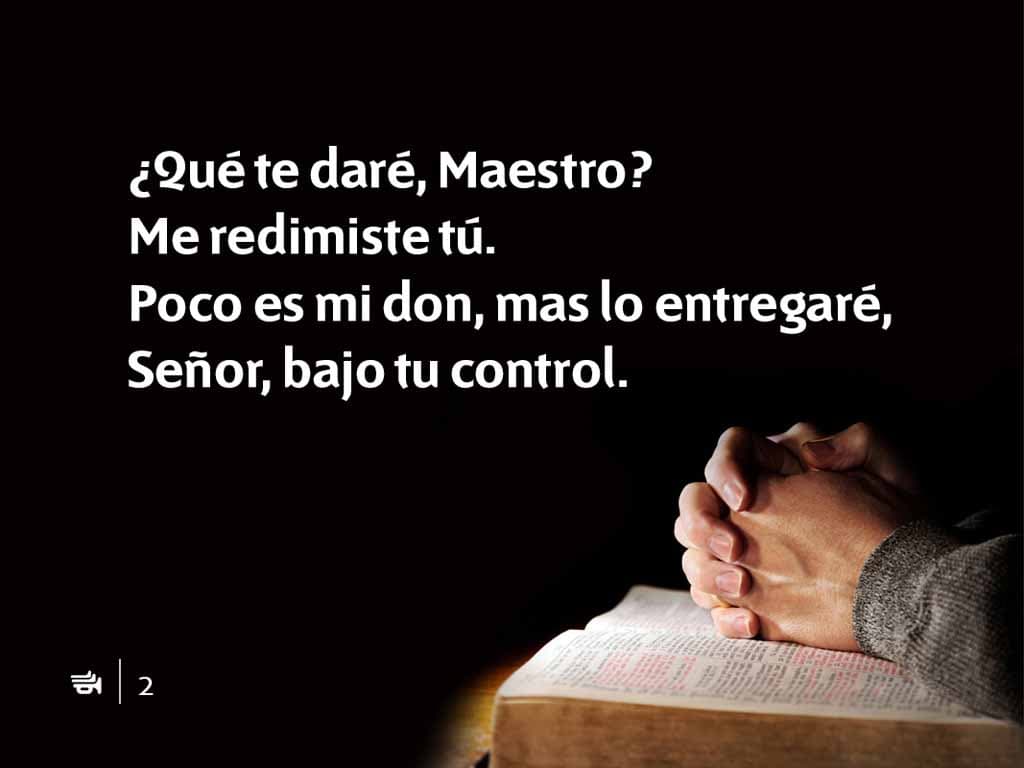 ¿Qué te daré, Maestro?
Me redimiste tú.
Poco es mi don, mas lo entregaré,
Señor, bajo tu control.
2